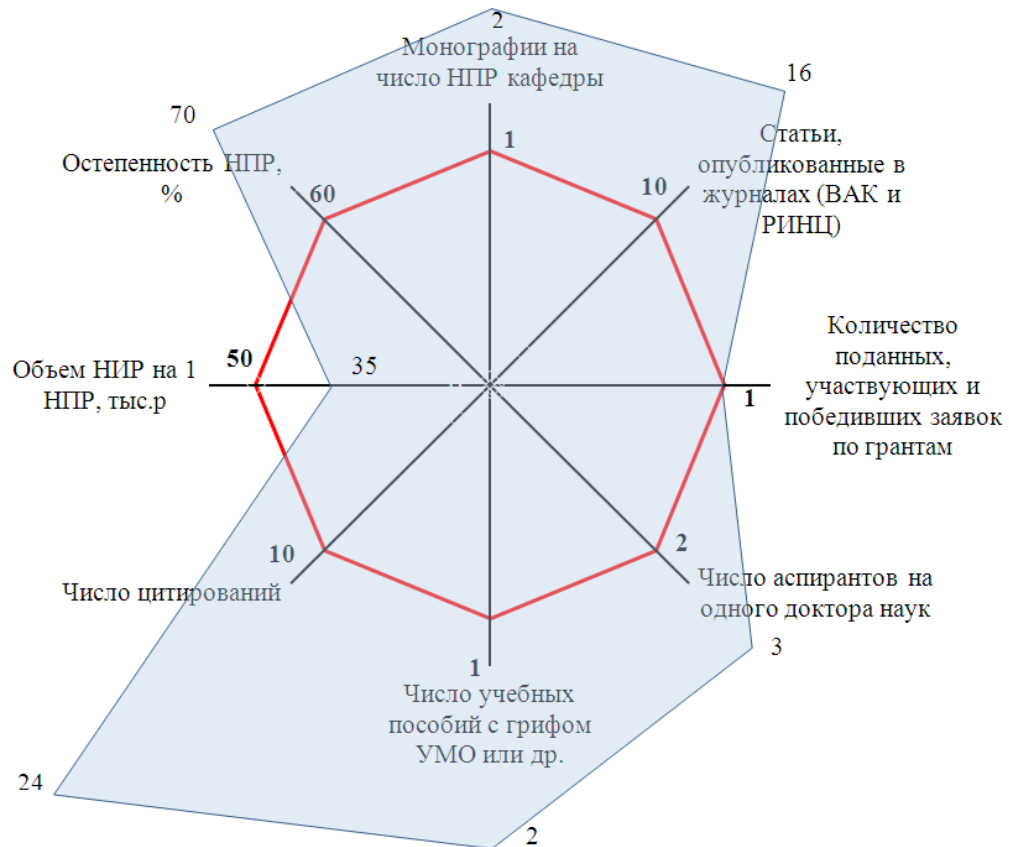 2
Монографии на
число НПР кафедры
16
70
Статьи,
опубликованные в
журналах (ВАК и
РИНЦ)
Остепенность НПР,
%
1
10
60
Количество
поданных,
участвующих и
победивших заявок
по грантам
Объем НИР на 1
НПР, тыс.р
50
35
1
10
2
Число цитирований
Число аспирантов на
одного доктора наук
3
1
Число учебных
пособий с грифом
УМО или др.
24
2